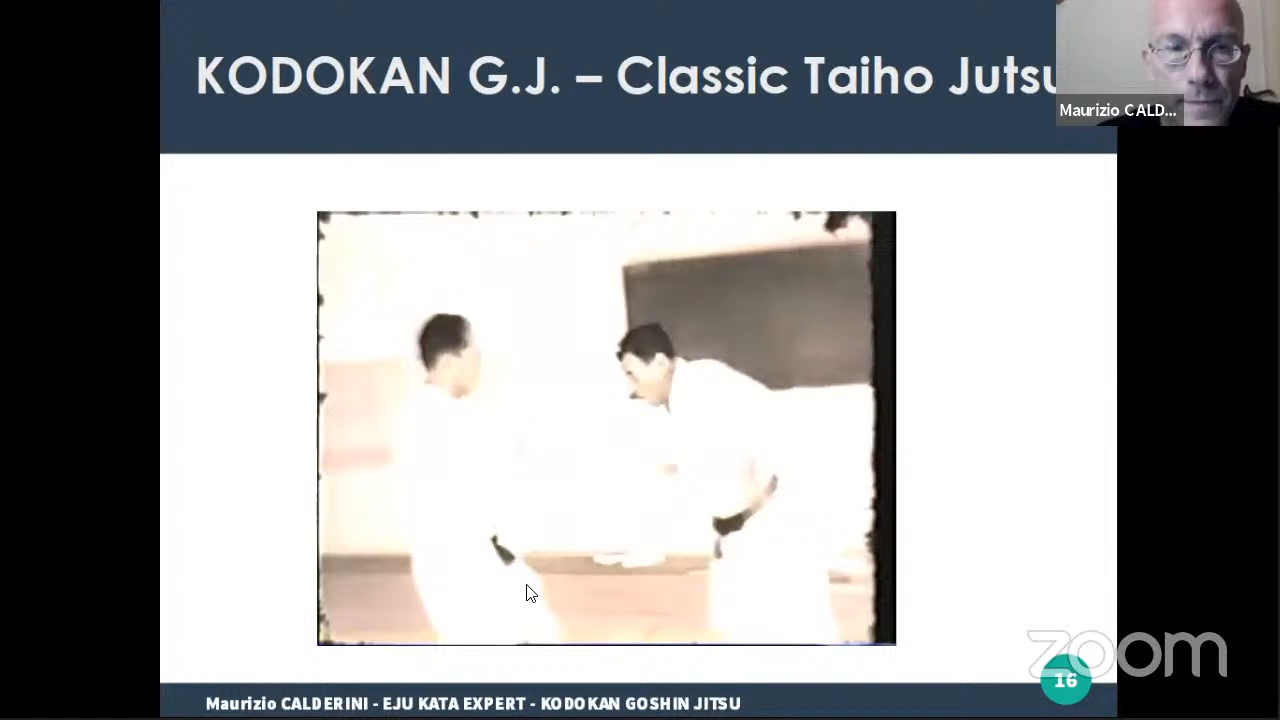 KODOKAN G.J. – Classic Taiho Jutsu
Maurizio CALD...
zoom
16
Maurizio CALDERINI - EJU KATA EXPERT - KODOKAN GOSHIN JITSU